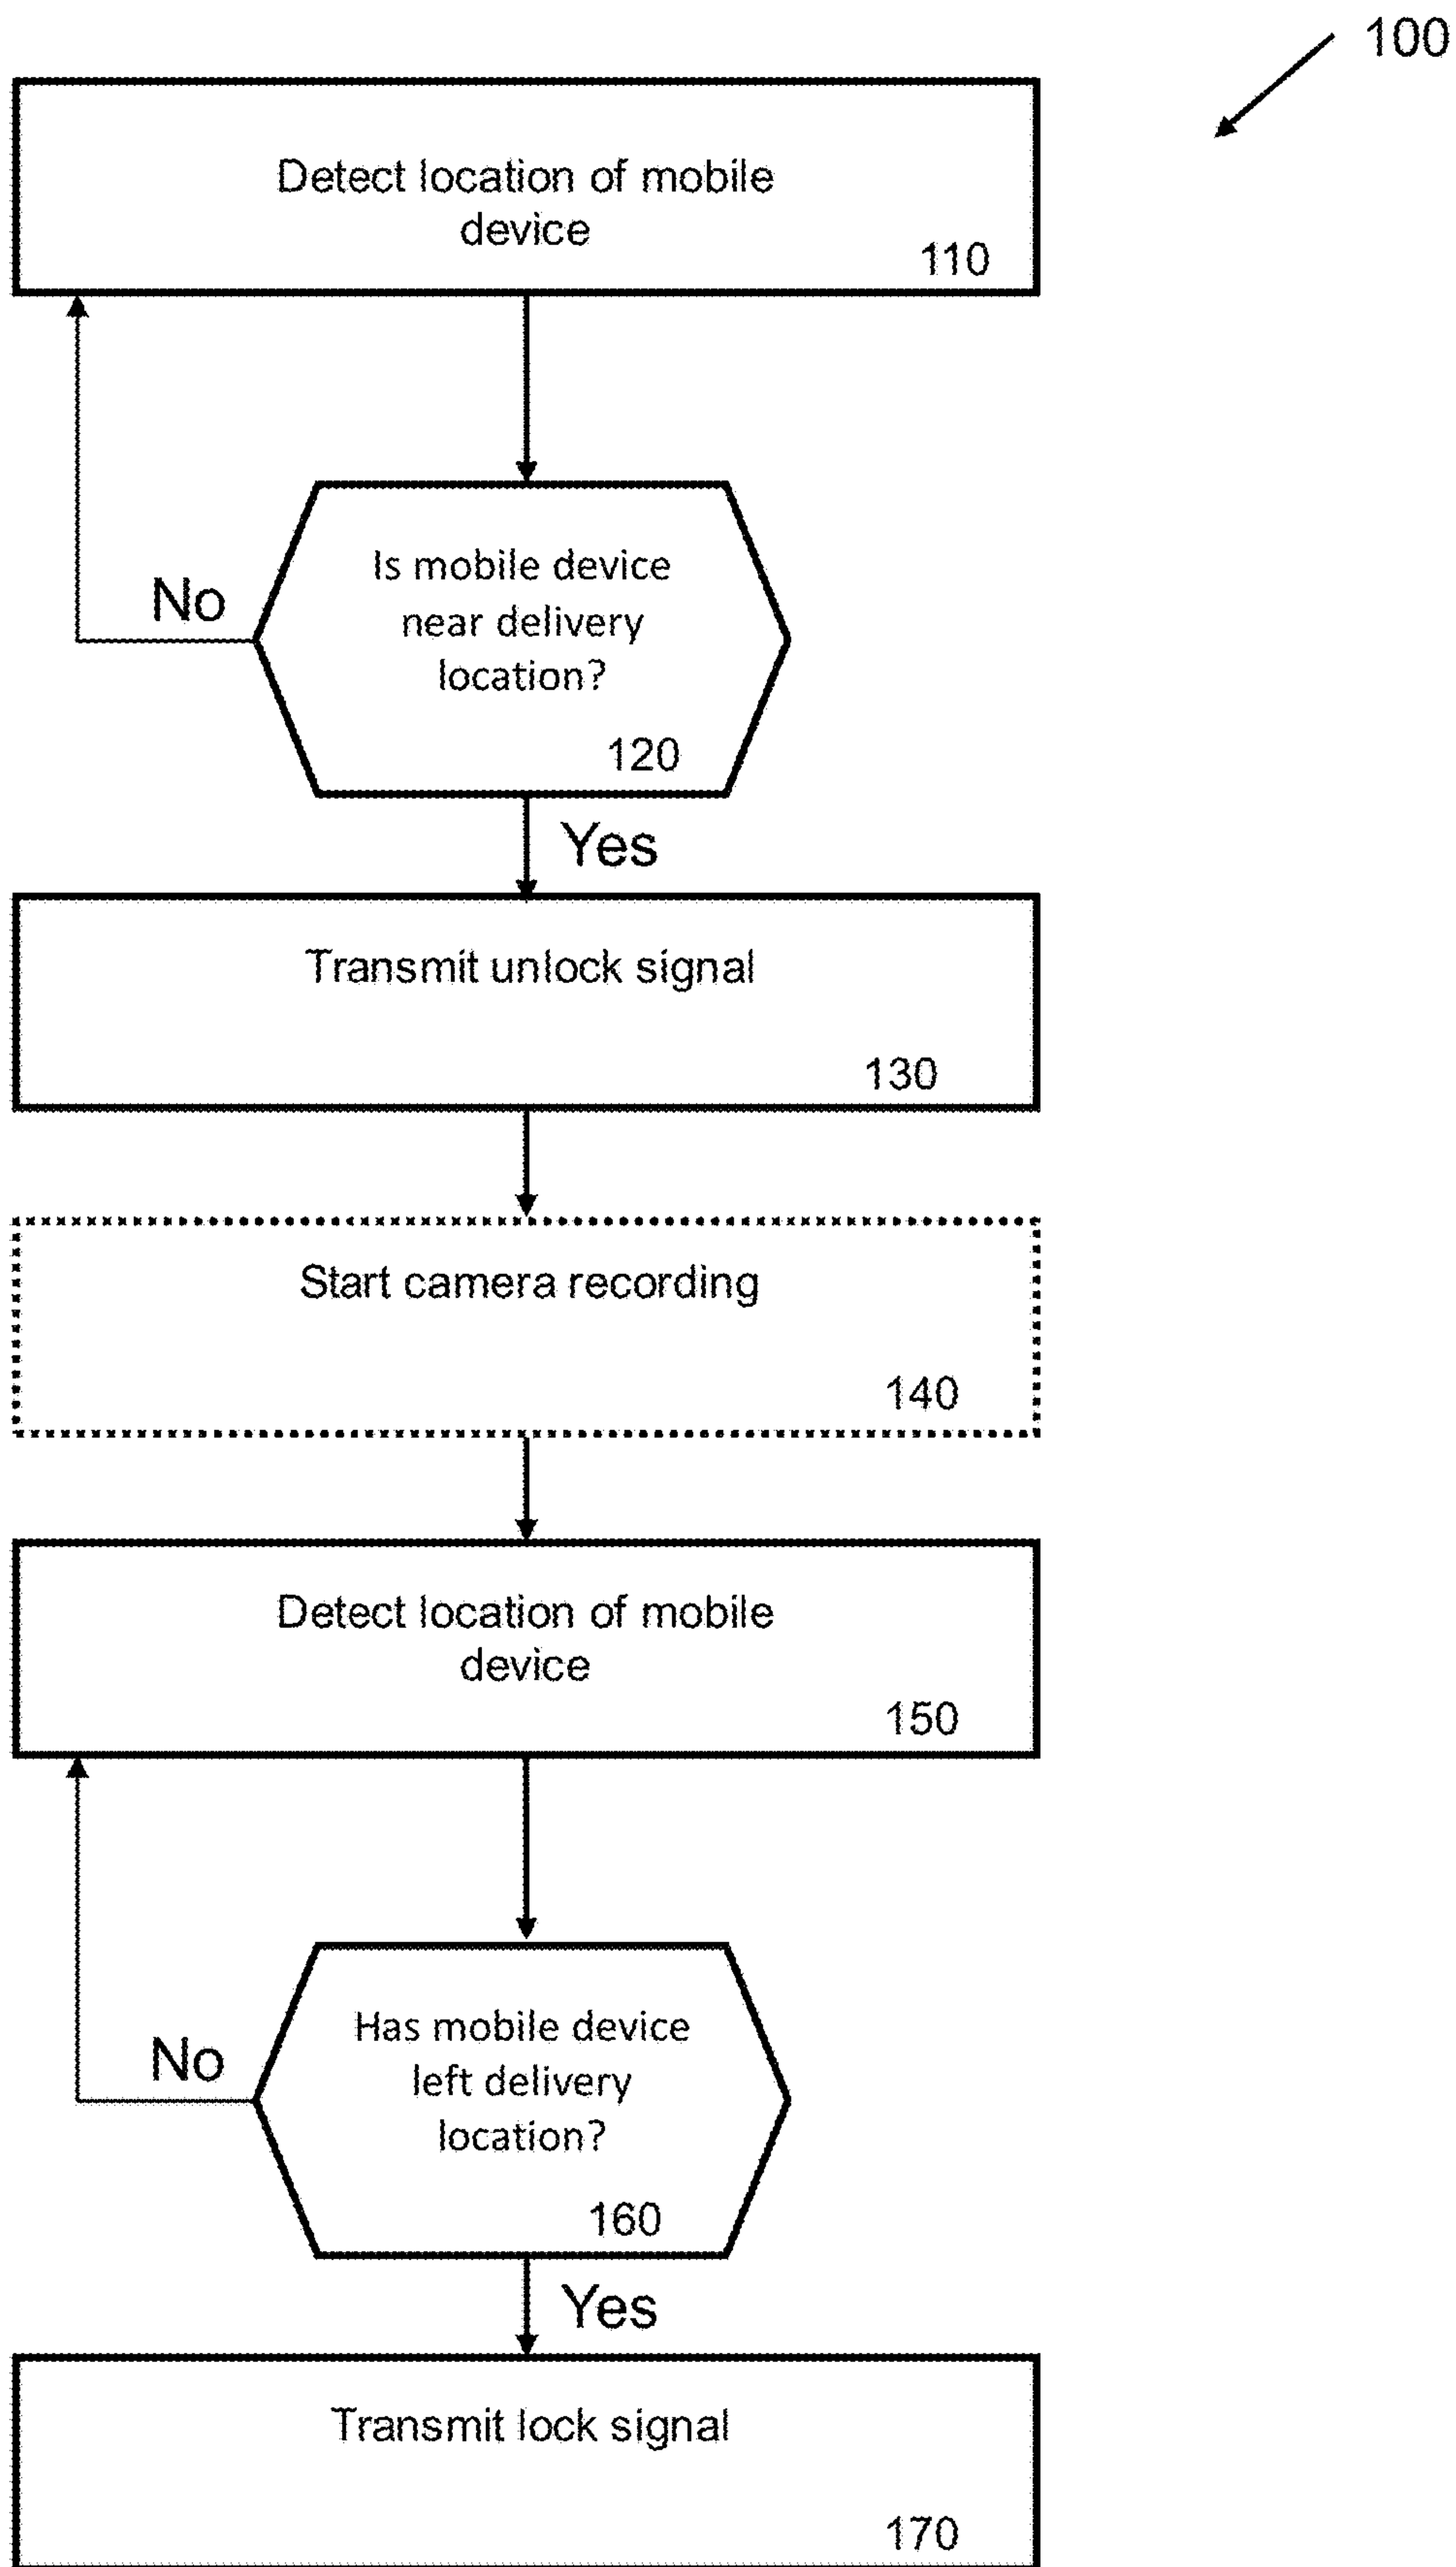 100
Detect location of mobile
device
110
Is mobile device
near delivery
location?
No
120
Yes
Transmit unlock signal
130
Start camera recording
140
Detect location of mobile
device
150
Has mobile device
left delivery
location?
No
160
Yes
Transmit lock signal
170